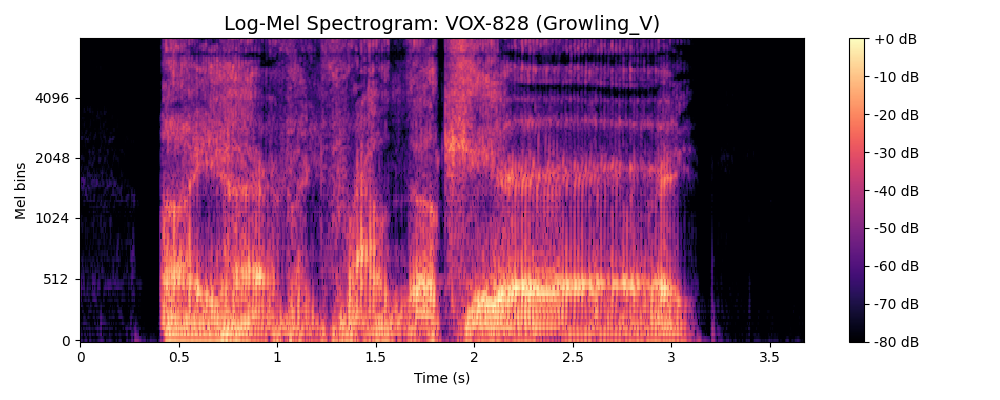 Log-Mel Spectrogram: VOX-828 (Growling_V)
Mel bins
4096
2048
1024
512
0
0
0.5
1
1.5
2
2.5
3
3.5
Time (s)
+0 dB
-10 dB
-20 dB
-30 dB
-40 dB
-50 dB
-60 dB
-70 dB
-80 dB